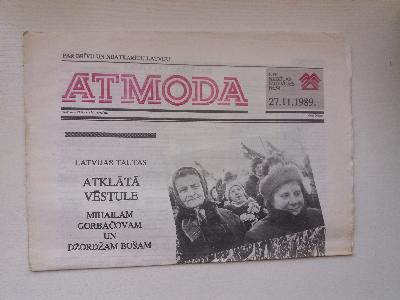 PAR BRĪVU UN NEATKARĪGU LATVIJU
ATMODA
27.11.1989.
LATVIJAS TAUTAS
ATKLĀTĀ
VĒSTULE
MIHAILAM
GORBAČOVAM
UN
DŽORDŽAM BUŠAM